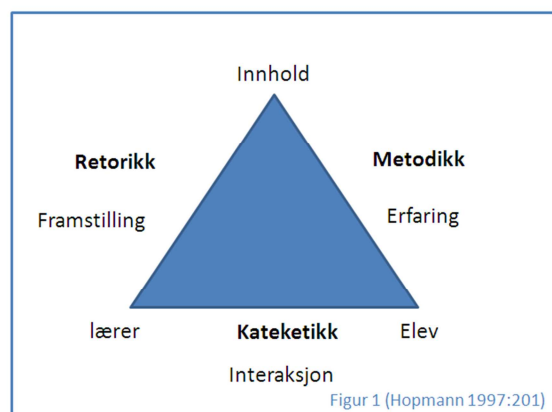 Innhold
Retorikk
Metodikk
Framstilling
Erfaring
lærer
Kateketikk
Elev
Interaksjon
Figur 1 (Hopmann 1997:201)